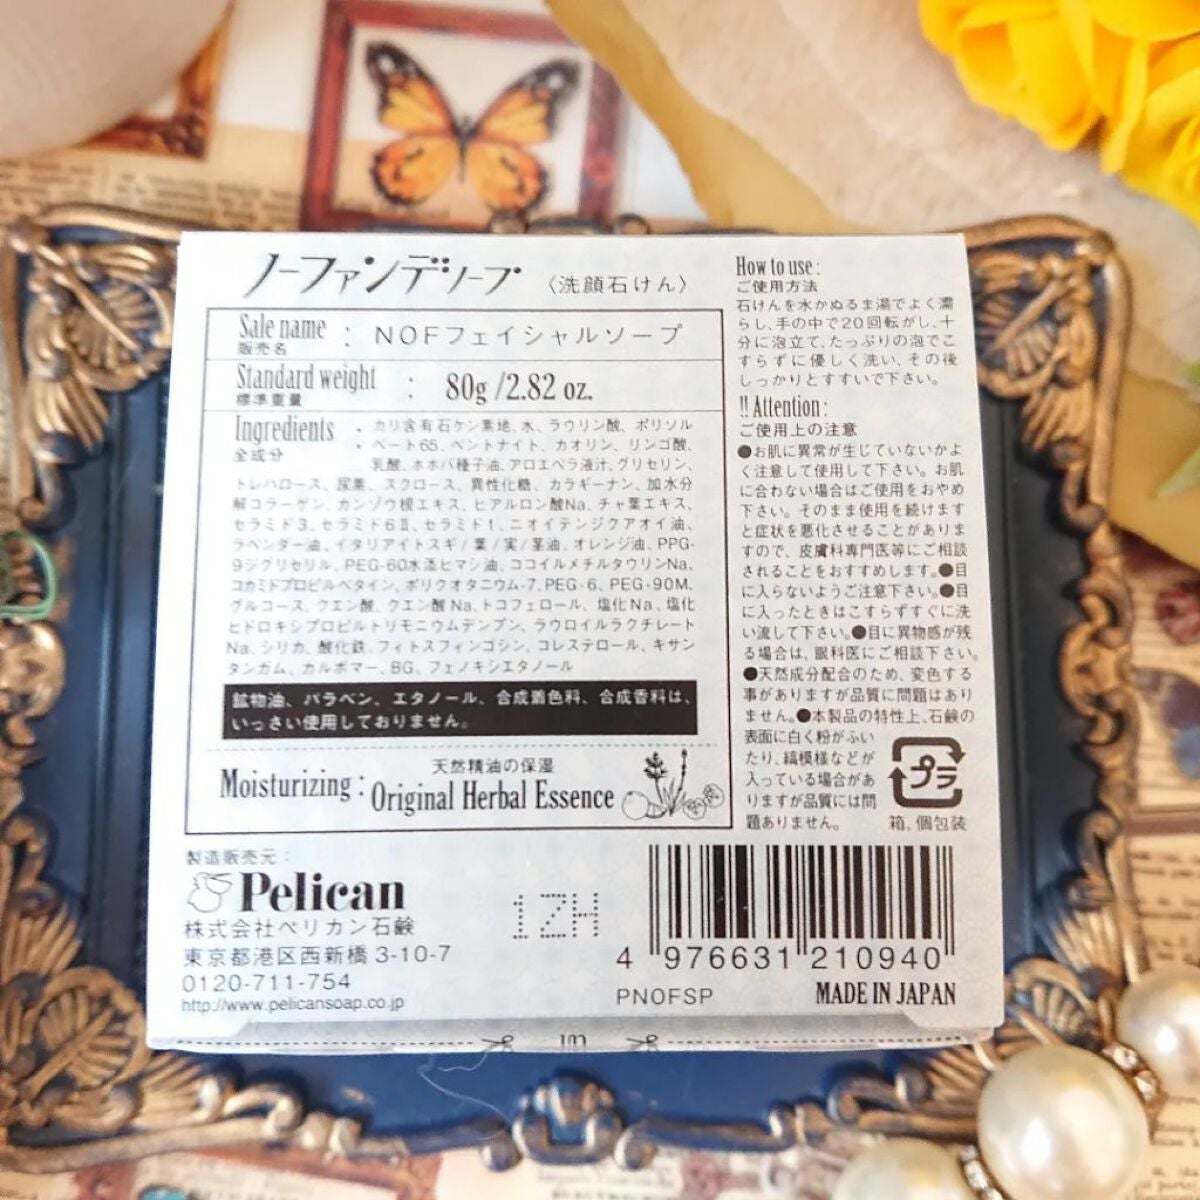 ノーファンデソープ 〈洗顔石けん〉
Sale name
販売名
: NOFフェイシャルソープ
Standard weight
標準重量
: 80g /2.82 oz.
Ingredients
全成分
: カリ含有石ケン素地、水、ラウリン酸、ポリソル
ベート65、ベントナイト、カオリン、リンゴ酸、
乳酸、ホホバ種子油、アロエベラ液汁、グリセリン、
トレハロース、尿素、スクロース、異性化糖、カラギーナン、加水分
解コラーゲン、カンゾウ根エキス、ヒアルロン酸Na、チャ葉エキス、
セラミド3、セラミド6Ⅱ、セラミド1、ニオイテンジクアオイ油、
ラベンダー油、イタリアイトスギ/葉/実/茎油、オレンジ油、PPG-
9ジグリセリル、PEG-60水添ヒマシ油、ココイルメチルタウリンNa、
コカミドプロピルベタイン、ポリクオタニウム-7、PEG-6、PEG-90M、
グルコース、クエン酸、クエン酸Na、トコフェロール、塩化Na、塩化
ヒドロキシプロピルトリモニウムデンプン、ラウロイルラクチレート
Na、シリカ、酸化鉄、フィトスフィンゴシン、コレステロール、キサン
タンガム、カルボマー、BG、フェノキシエタノール
鉱物油、パラベン、エタノール、合成着色料、合成香料は、
いっさい使用しておりません。
Moisturizing :
天然精油の保湿
Original Herbal Essence
How to use :
ご使用方法
石けんを水かぬるま湯でよく濡
らし、手の中で20回転がし、十
分に泡立て、たっぷりの泡でこ
すらずに優しく洗い、その後
しっかりとすすいで下さい。
!! Attention :
ご使用上の注意
●お肌に異常が生じていないかよ
く注意して使用して下さい。お肌
に合わない場合はご使用をおやめ
下さい。そのまま使用を続けます
と症状を悪化させることがありま
すので、皮膚科専門医等にご相談
されることをおすすめします。●目
に入らないようご注意下さい。●目
に入ったときはこすらずすぐに洗
い流して下さい。●目に異物感が残
る場合は、眼科医にご相談下さい。
●天然成分配合のため、変色する
事がありますが品質に問題はあり
ません。●本製品の特性上、石鹸の
表面に白く粉がふい
たり、縞模様などが
入っている場合があ
りますが品質には問
題ありません。
プラ
箱、個包装
製造販売元:
Pelican
株式会社ペリカン石鹸
東京都港区西新橋3-10-7
0120-711-754
http://www.pelicansoap.co.jp
1ZH
4 976631 210940
PNOFSP MADE IN JAPAN